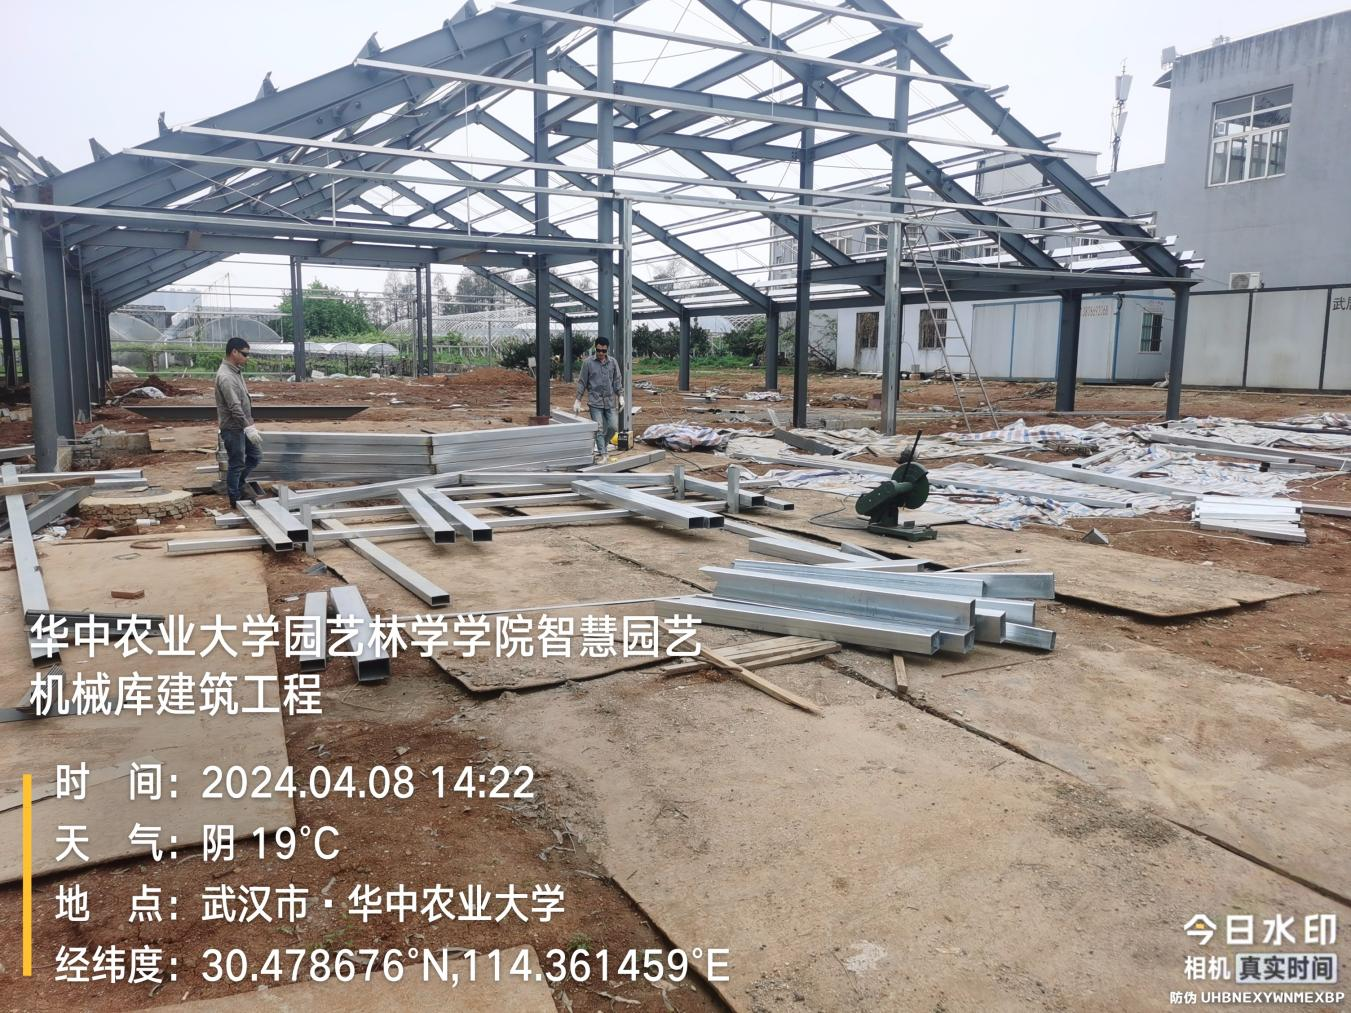 武
华中农业大学园艺林学学院智慧园艺
机械库建筑工程
时 间：2024.04.08 14:22
天 气：阴 19℃
地 点：武汉市·华中农业大学
经纬度：30.478676°N,114.361459°E
今日水印
相机 真实时间
防伪 UHBNEXYWNMEXBP